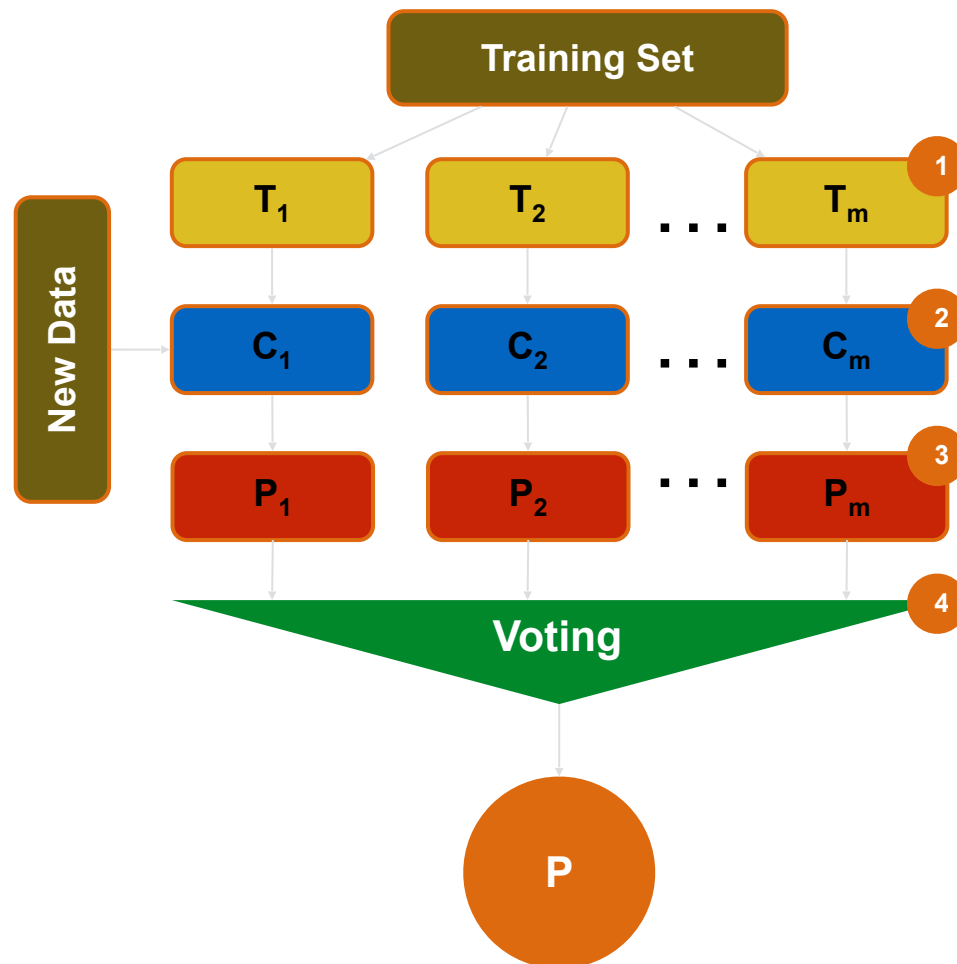 Training Set
T1 T2 . . . Tm 1
New Data
C1 C2 . . . Cm 2
P1 P2 . . . Pm 3
Voting 4
P